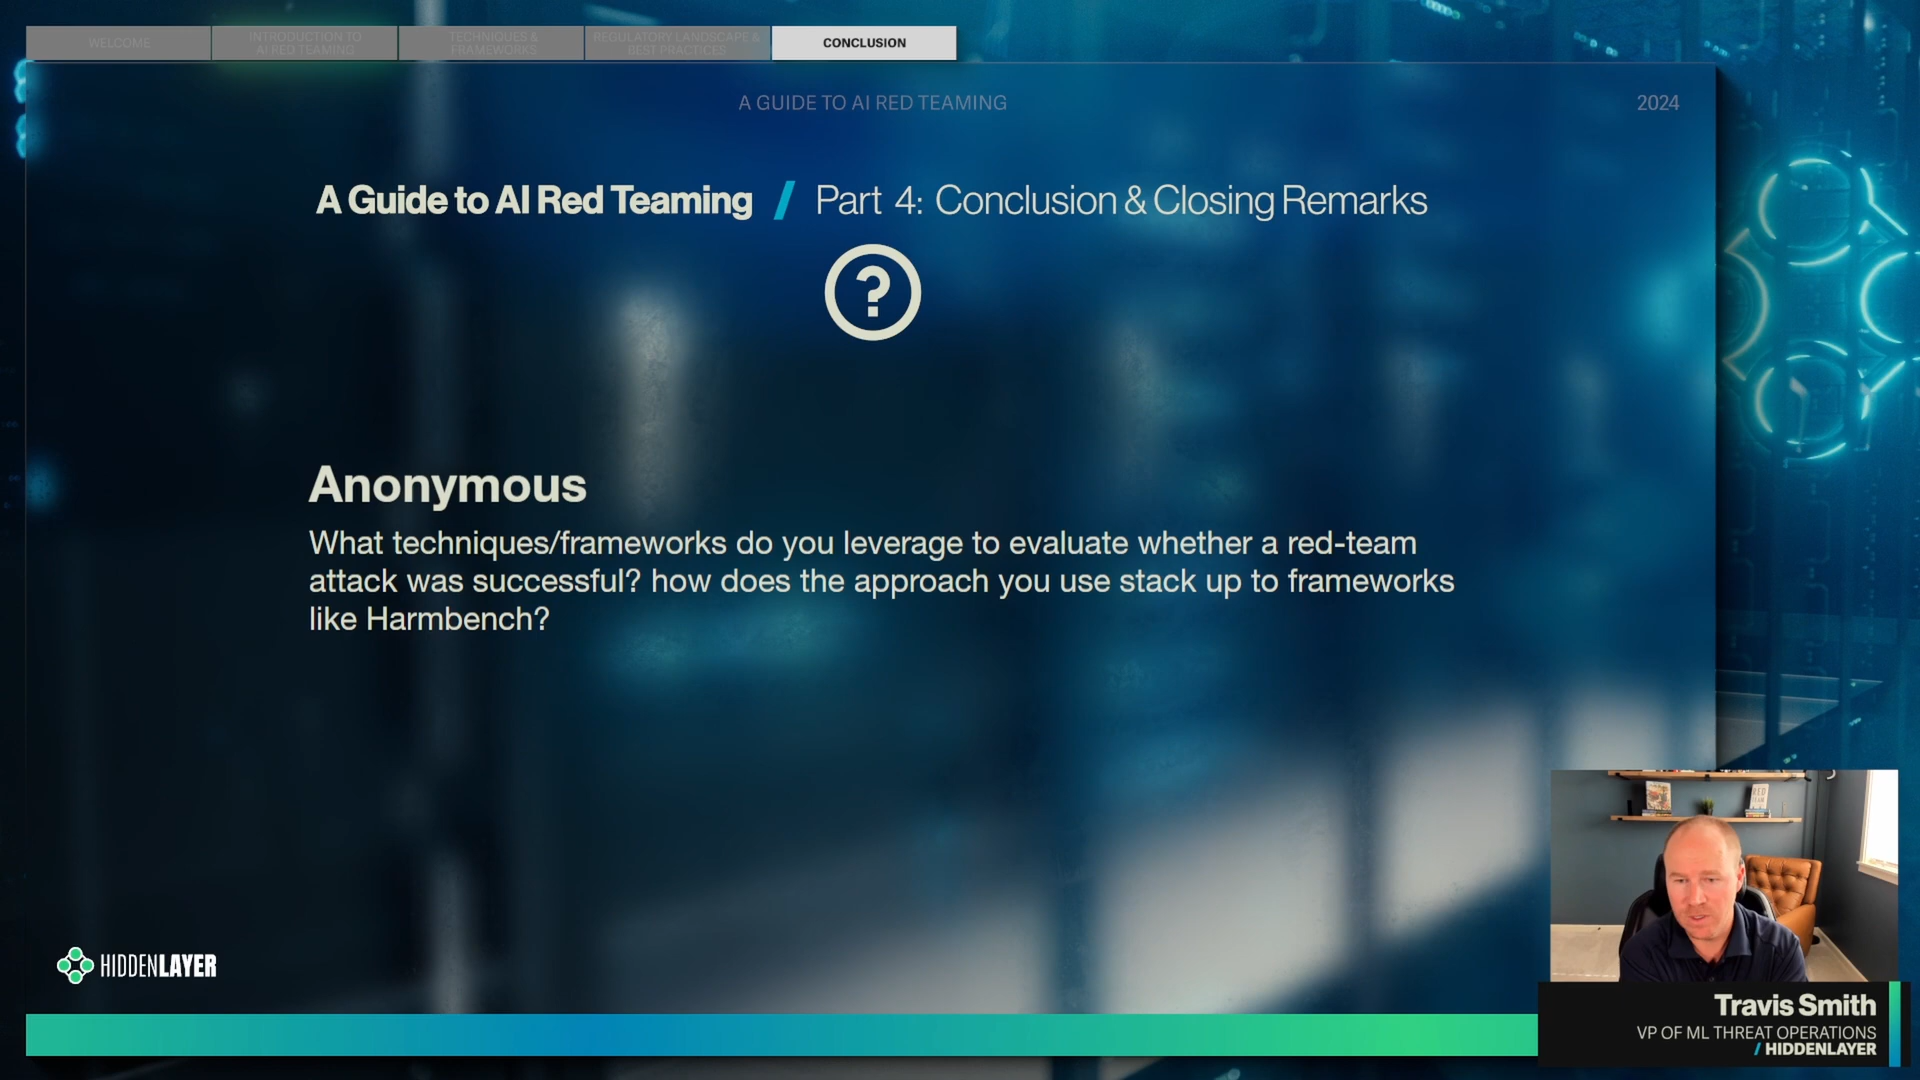 WELCOME
INTRODUCTION TO
AI RED TEAMING
TECHNIQUES &
FRAMEWORKS
REGULATORY LANDSCAPE &
BEST PRACTICES
CONCLUSION
A GUIDE TO AI RED TEAMING
2024
A Guide to AI Red Teaming / Part 4: Conclusion & Closing Remarks
?
Anonymous
What techniques/frameworks do you leverage to evaluate whether a red-team
attack was successful? how does the approach you use stack up to frameworks
like Harmbench?
RED
HIDDENLAYER
Travis Smith
VP OF ML THREAT OPERATIONS
/ HIDDENLAYER